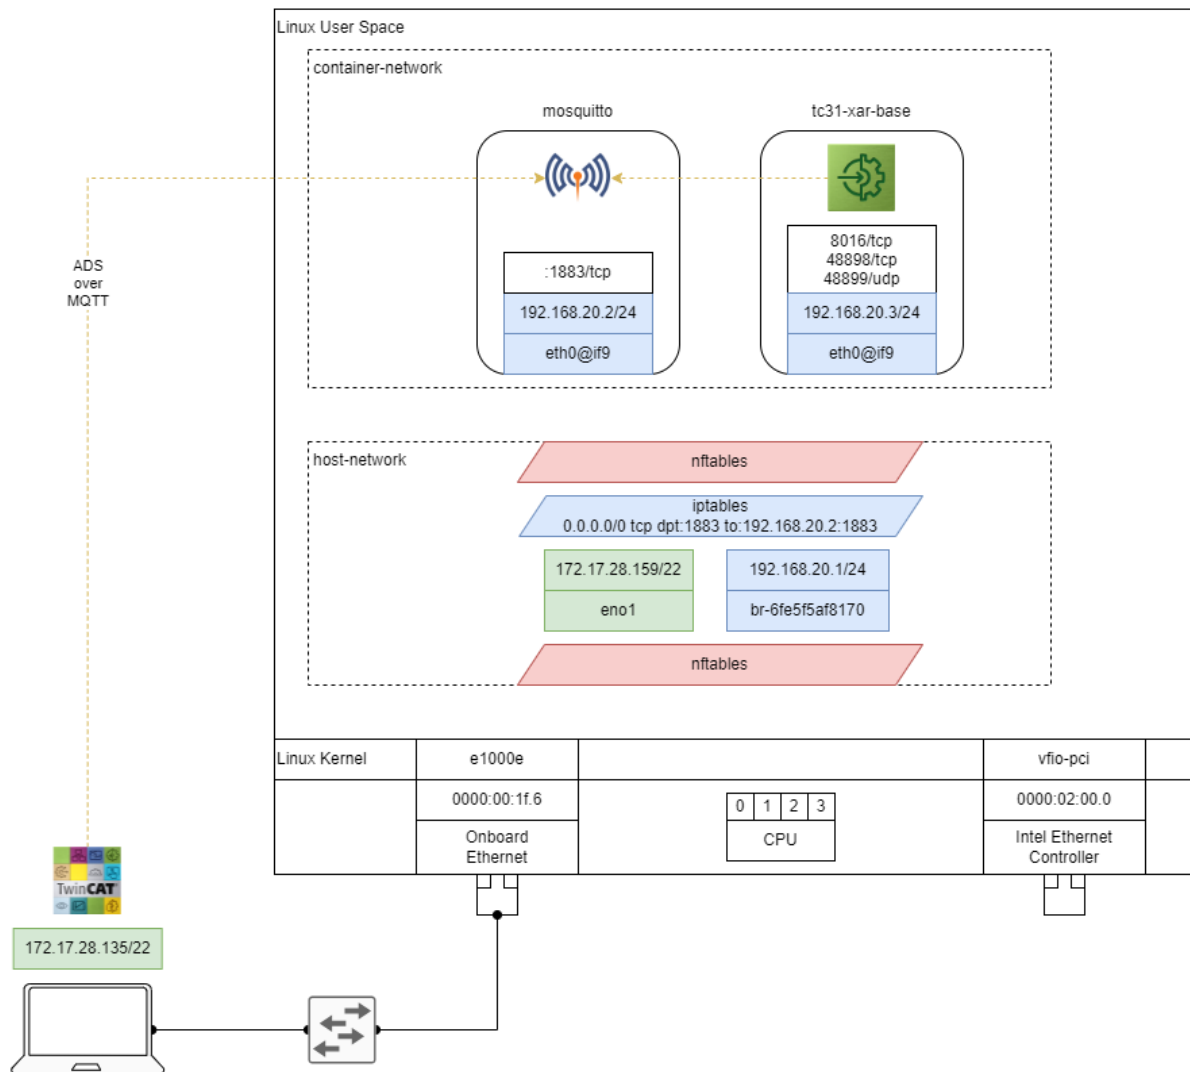 Linux User Space
container-network
mosquitto
tc31-xar-base
:1883/tcp
192.168.20.2/24
eth0@if9
8016/tcp
48898/tcp
48899/udp
192.168.20.3/24
eth0@if9
ADS
over
MQTT
host-network
nftables
iptables
0.0.0.0/0 tcp dpt:1883 to:192.168.20.2:1883
172.17.28.159/22
eno1
192.168.20.1/24
br-6fe5f5af8170
nftables
Linux Kernel
e1000e
vfio-pci
0000:00:1f.6
0 1 2 3
0000:02:00.0
Onboard
Ethernet
CPU
Intel Ethernet
Controller
TwinCAT
172.17.28.135/22